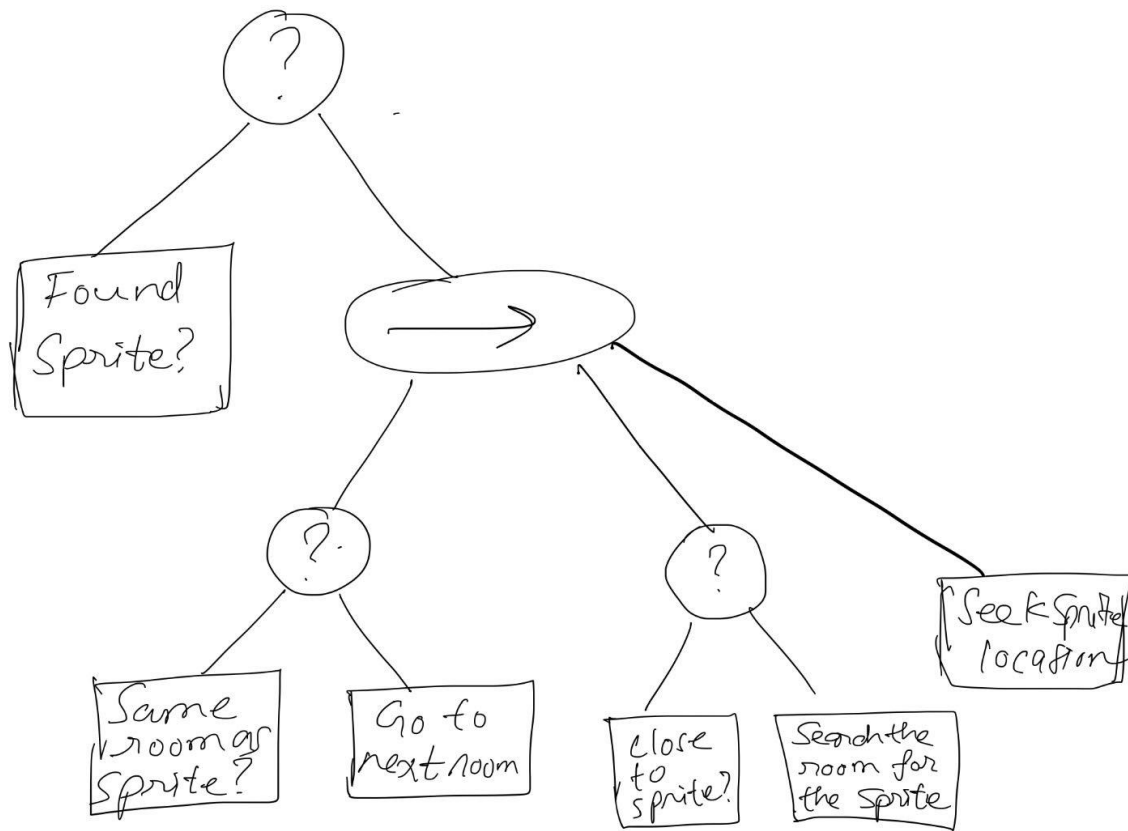 ?
Found
Sprite?
?
?
Same
room as
sprite?
Go to
next room
close
to
sprite?
Search the
room for
the sprite
Seek Sprite
location